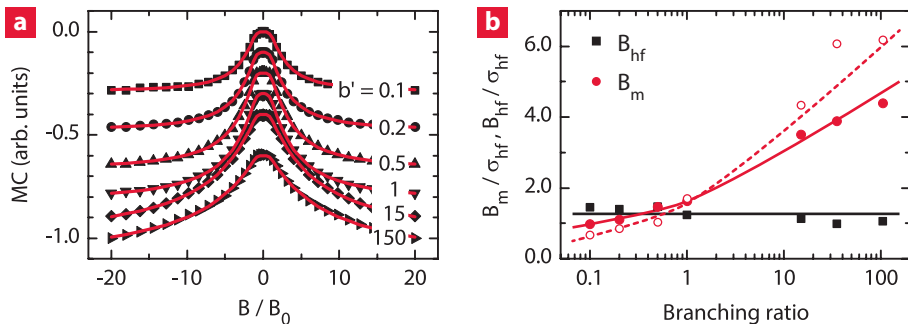 a
0.0
-0.5
-1.0
MC (arb. units)
b' = 0.1
0.2
0.5
1
15
150
-20 -10 0 10 20
B / B0
b
6.0
4.0
2.0
0.0
Bm / σhf, Bhf / σhf
Bhf
Bm
0.1 1 10 100
Branching ratio